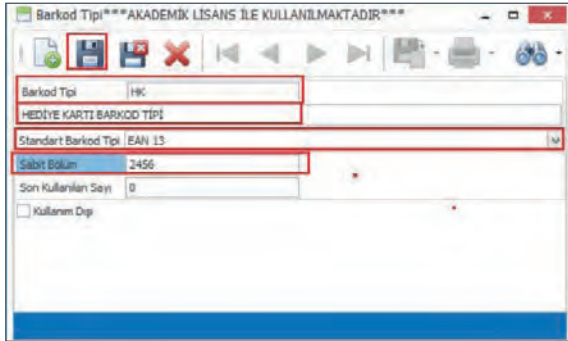 Barkod Tipi***AKADEMİK LİSANS İLE KULLANILMAKTADIR***
Barkod Tipi HK
HEDİYE KARTI BARKOD TİPİ
Standart Barkod Tipi EAN 13
Sabit Bölüm 2456
Son Kullanılan Sayı 0
Kullanım Dışı